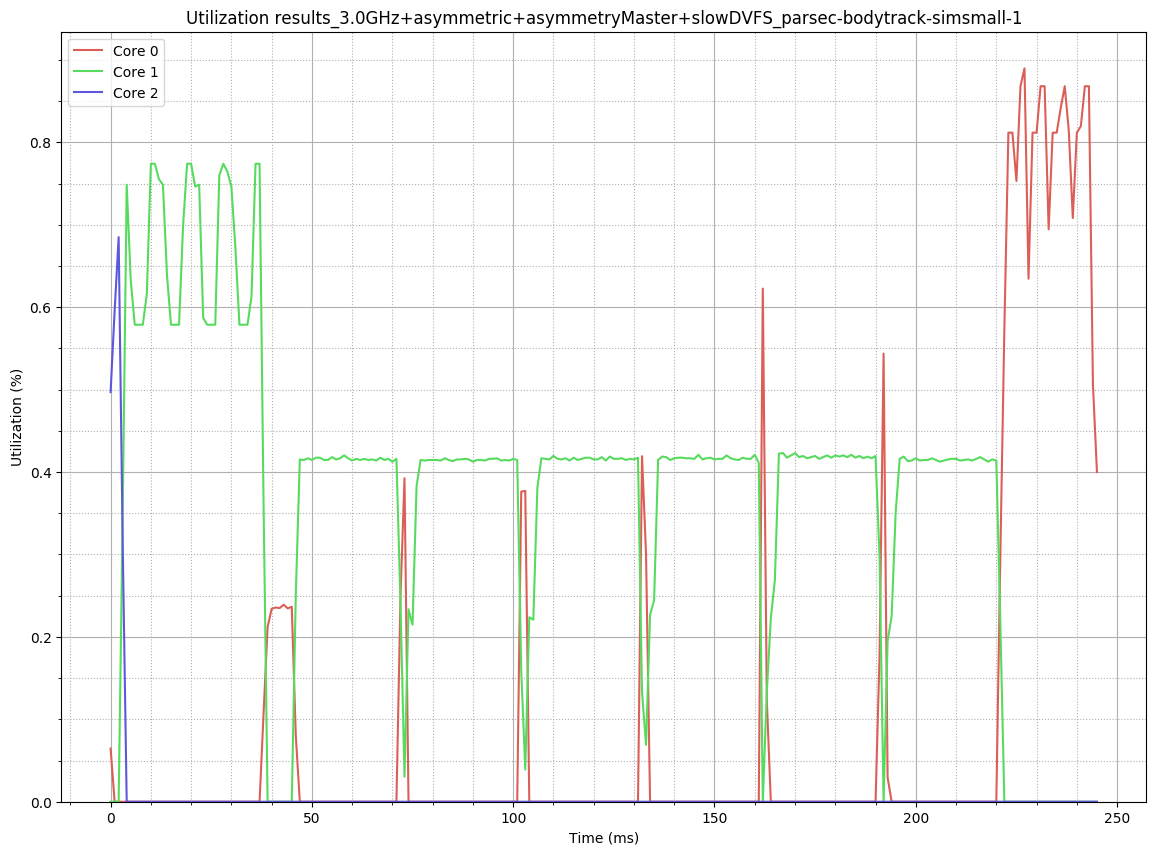 Utilization results_3.0GHz+asymmetric+asymmetryMaster+slowDVFS_parsec-bodytrack-simsmall-1
Core 0
Core 1
Core 2
Utilization (%)
0.8
0.6
0.4
0.2
0.0
0 50 100 150 200 250
Time (ms)